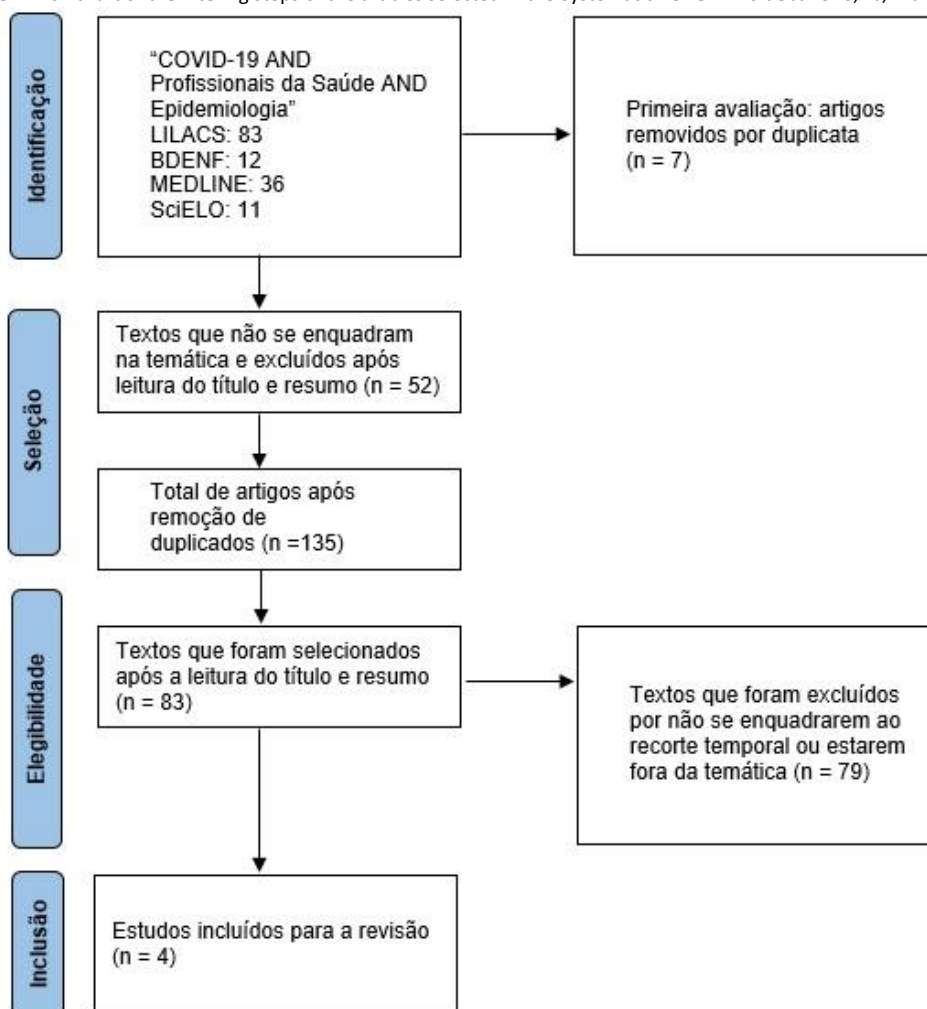 Identificação
“COVID-19 AND
Profissionais da Saúde AND
Epidemiologia”
LILACS: 83
BDENF: 12
MEDLINE: 36
SciELO: 11
Primeira avaliação: artigos
removidos por duplicata
(n = 7)
Seleção
Textos que não se enquadram
na temática e excluídos após
leitura do título e resumo (n = 52)
Total de artigos após
remoção de
duplicados (n =135)
Elegibilidade
Textos que foram selecionados
após a leitura do título e resumo
(n = 83)
Textos que foram excluídos
por não se enquadrarem ao
recorte temporal ou estarem
fora da temática (n = 79)
Inclusão
Estudos incluídos para a revisão
(n = 4)